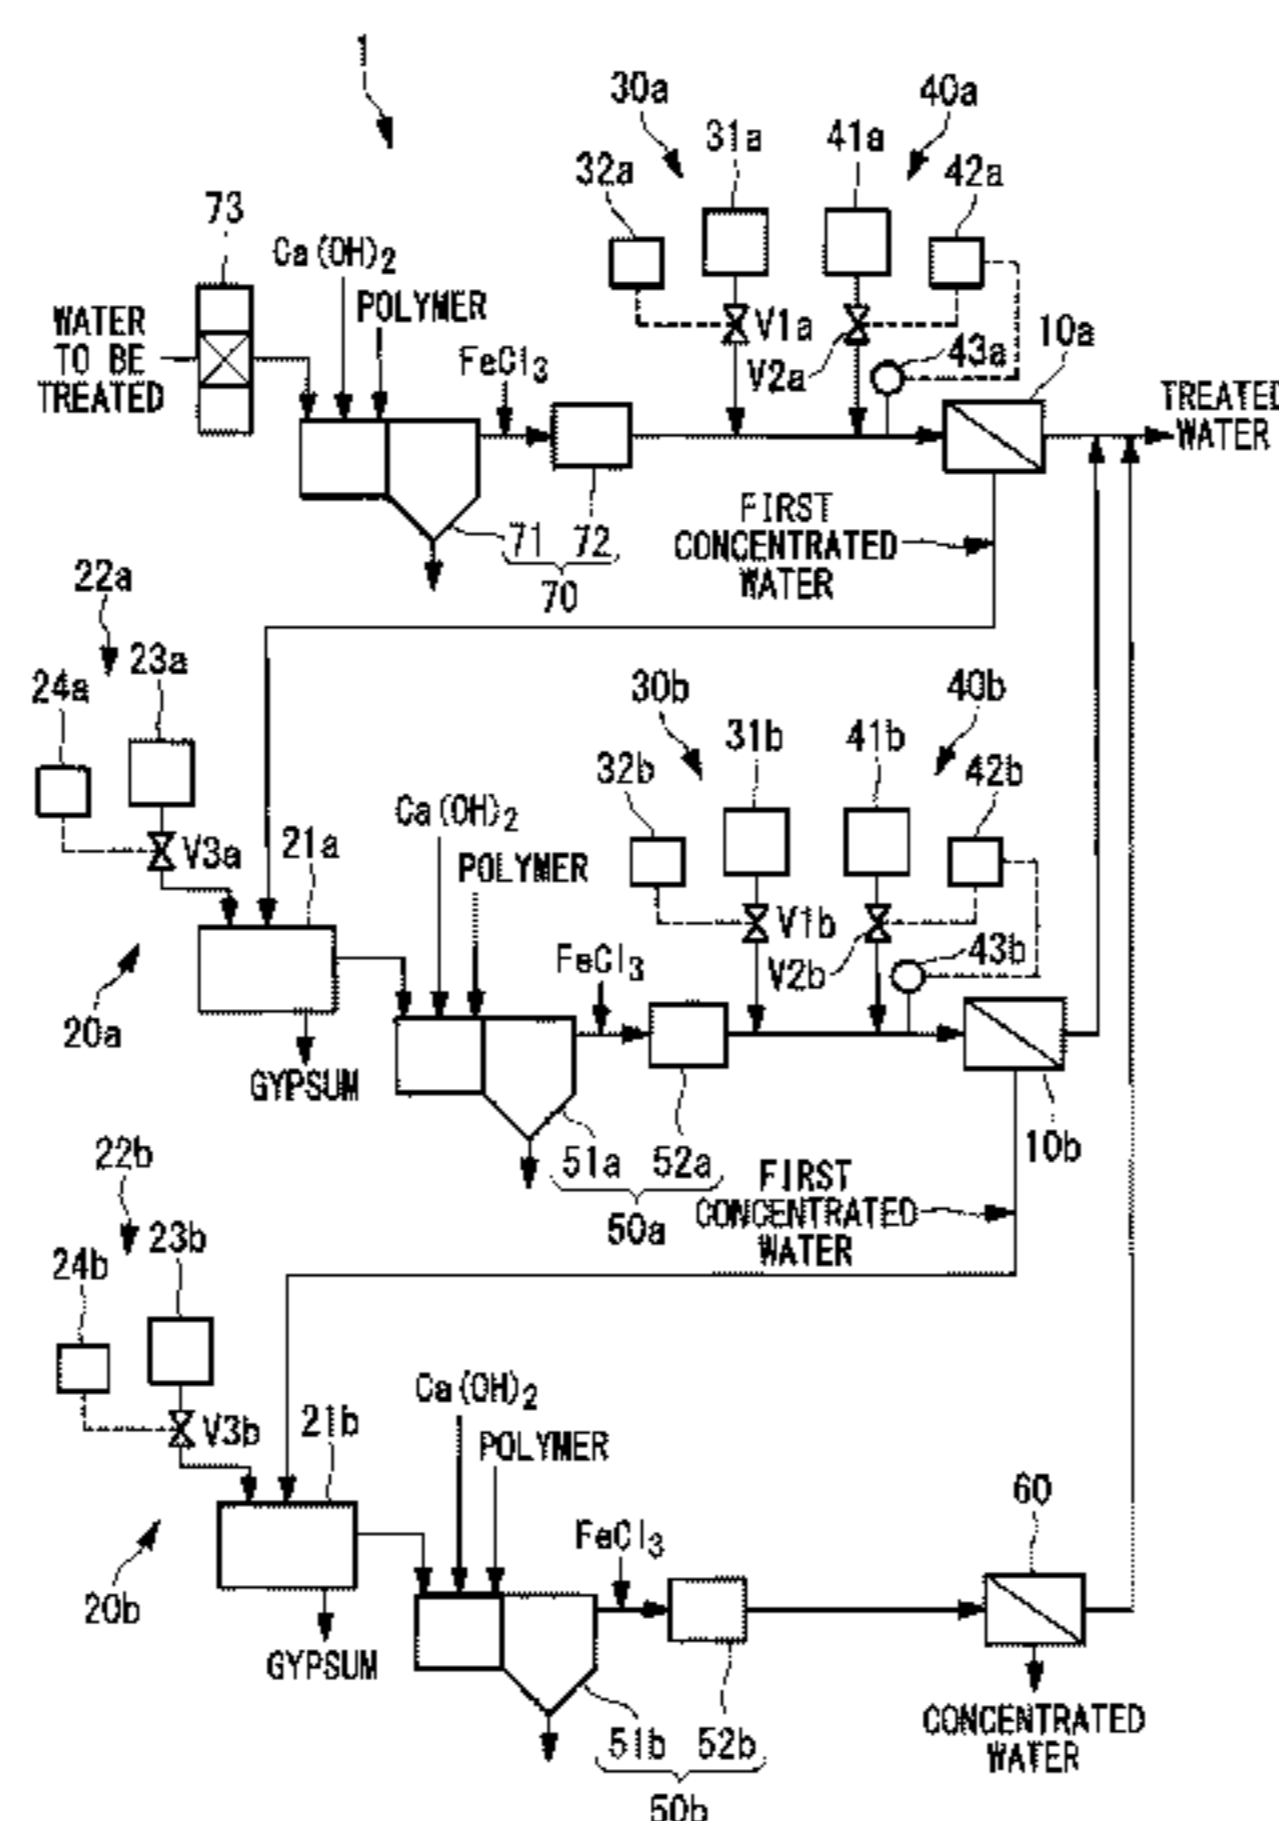 1
30a
40a
31a
41a
32a
42a
73
Ca(OH)2
POLYMER
WATER
TO BE
TREATED
FeCl3
V1a
V2a
43a
10a
TREATED
WATER
FIRST
CONCENTRATED
WATER
71
72
70
22a
23a
24a
30b
40b
31b
41b
32b
42b
Ca(OH)2
POLYMER
V3a
21a
V1b
V2b
43b
FeCl3
20a
GYPSUM
10b
51a
52a
50a
FIRST
CONCENTRATED
WATER
22b
23b
24b
Ca(OH)2
POLYMER
V3b
21b
60
FeCl3
20b
GYPSUM
51b
52b
50b
CONCENTRATED
WATER